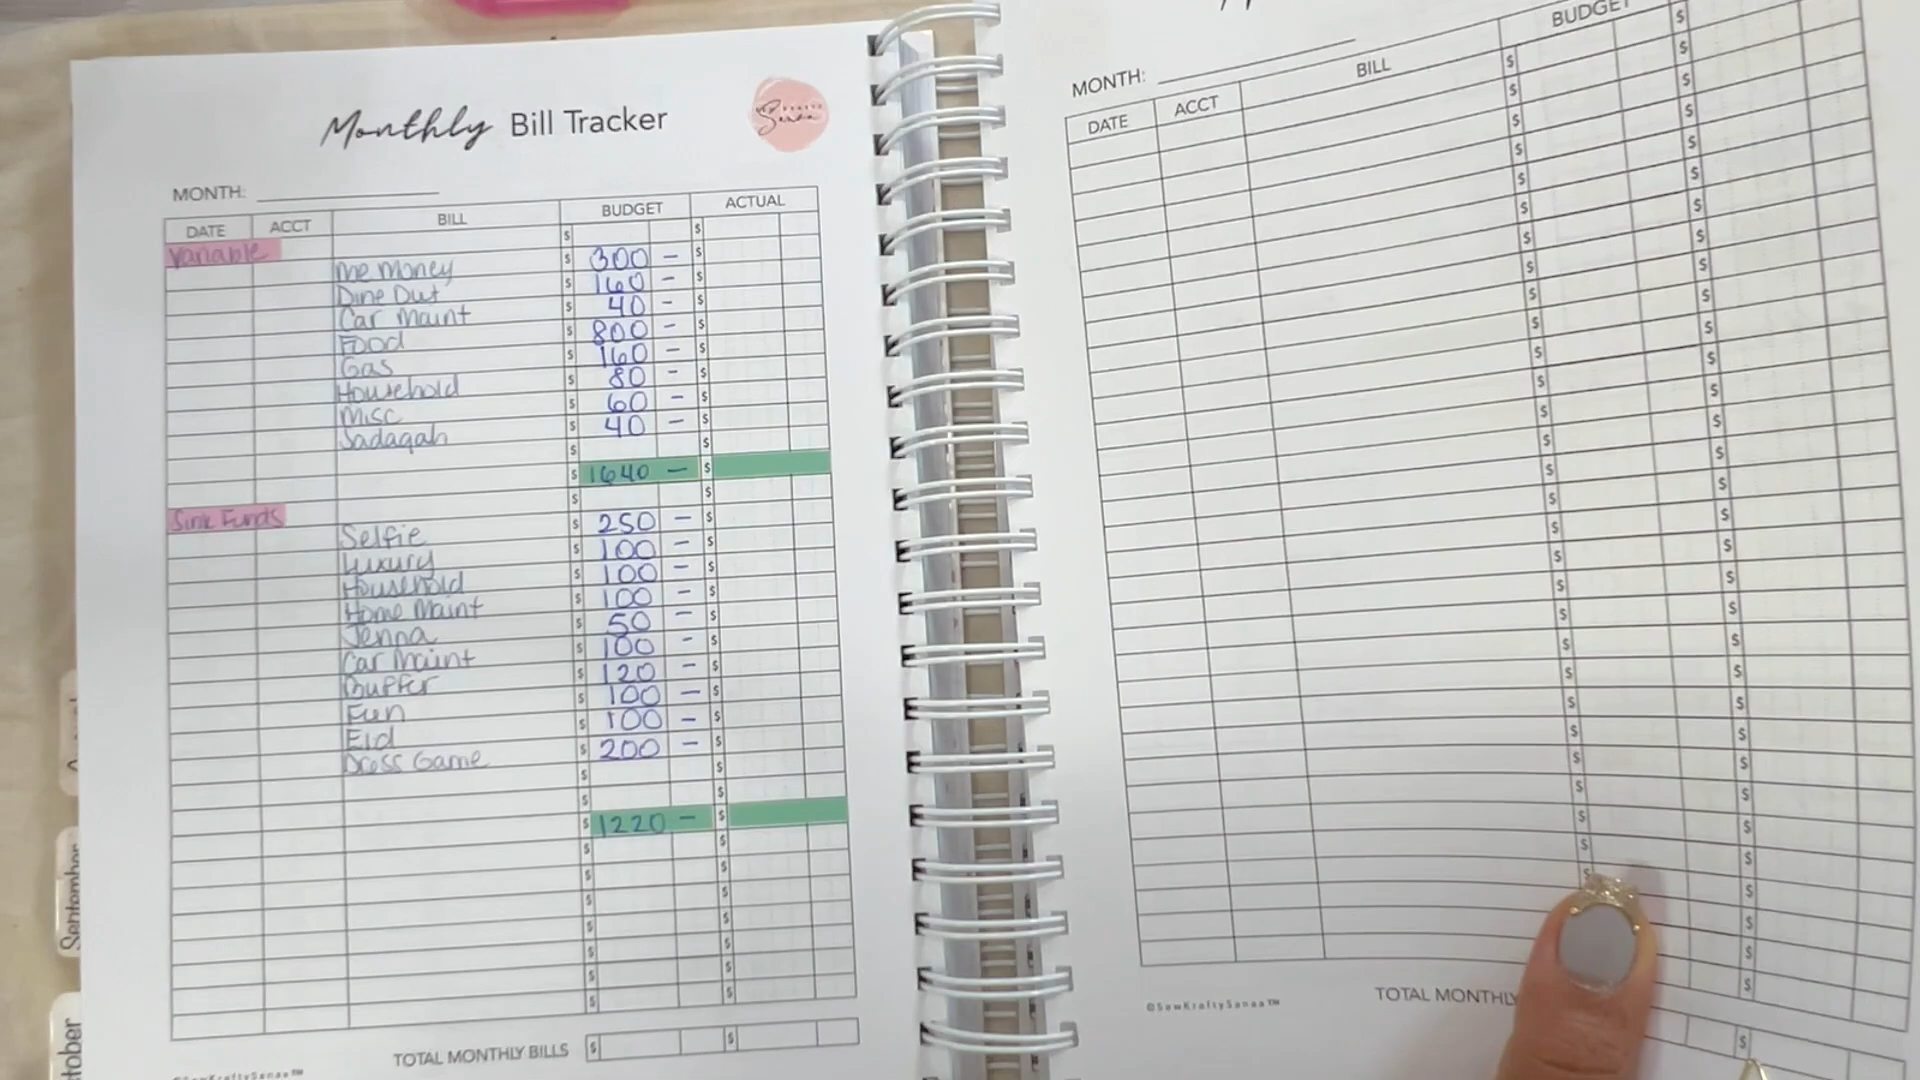 Monthly Bill Tracker
MONTH:
DATE ACCT BILL BUDGET ACTUAL
Variable
Me Money $ 300 - $
Dine Out $ 160 - $
Car Maint $ 40 - $
Food $ 800 - $
Gas $ 160 - $
Household $ 80 - $
Misc $ 60 - $
Sadaqah $ 40 - $
$ 1640 - $
Sink Funds
Selfie $ 250 - $
Luxury $ 100 - $
Household $ 100 - $
Home Maint $ 100 - $
Jenna $ 50 - $
Car Maint $ 100 - $
Buffer $ 120 - $
Fun $ 100 - $
Eid $ 100 - $
Dress Game $ 200 - $
$ 1220 - $
TOTAL MONTHLY BILLS $ $
©SewKraftySanaa™
September
tober
MONTH:
DATE ACCT BILL BUDGET
©SewKraftySanaa™
TOTAL MONTHLY